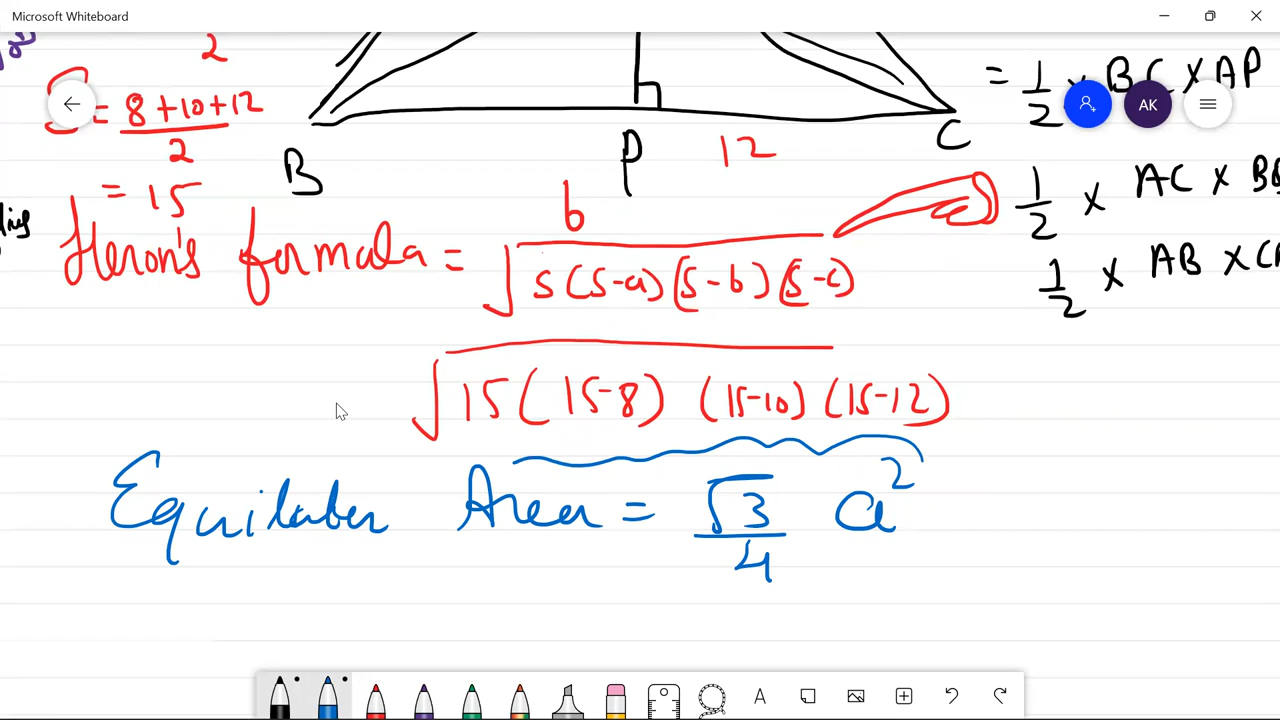 Microsoft Whiteboard
2
S = 8 + 10 + 12
2
= 15
B
P
12
C
b
= 1/2 × BC × AP
AK
1/2 × AC ×
1/2 × AB ×
Heron's formala = √s(s-a)(s-b)(s-c)
√15(15-8) (15-10)(15-12)
Equilater Area = √3/4 a²
A